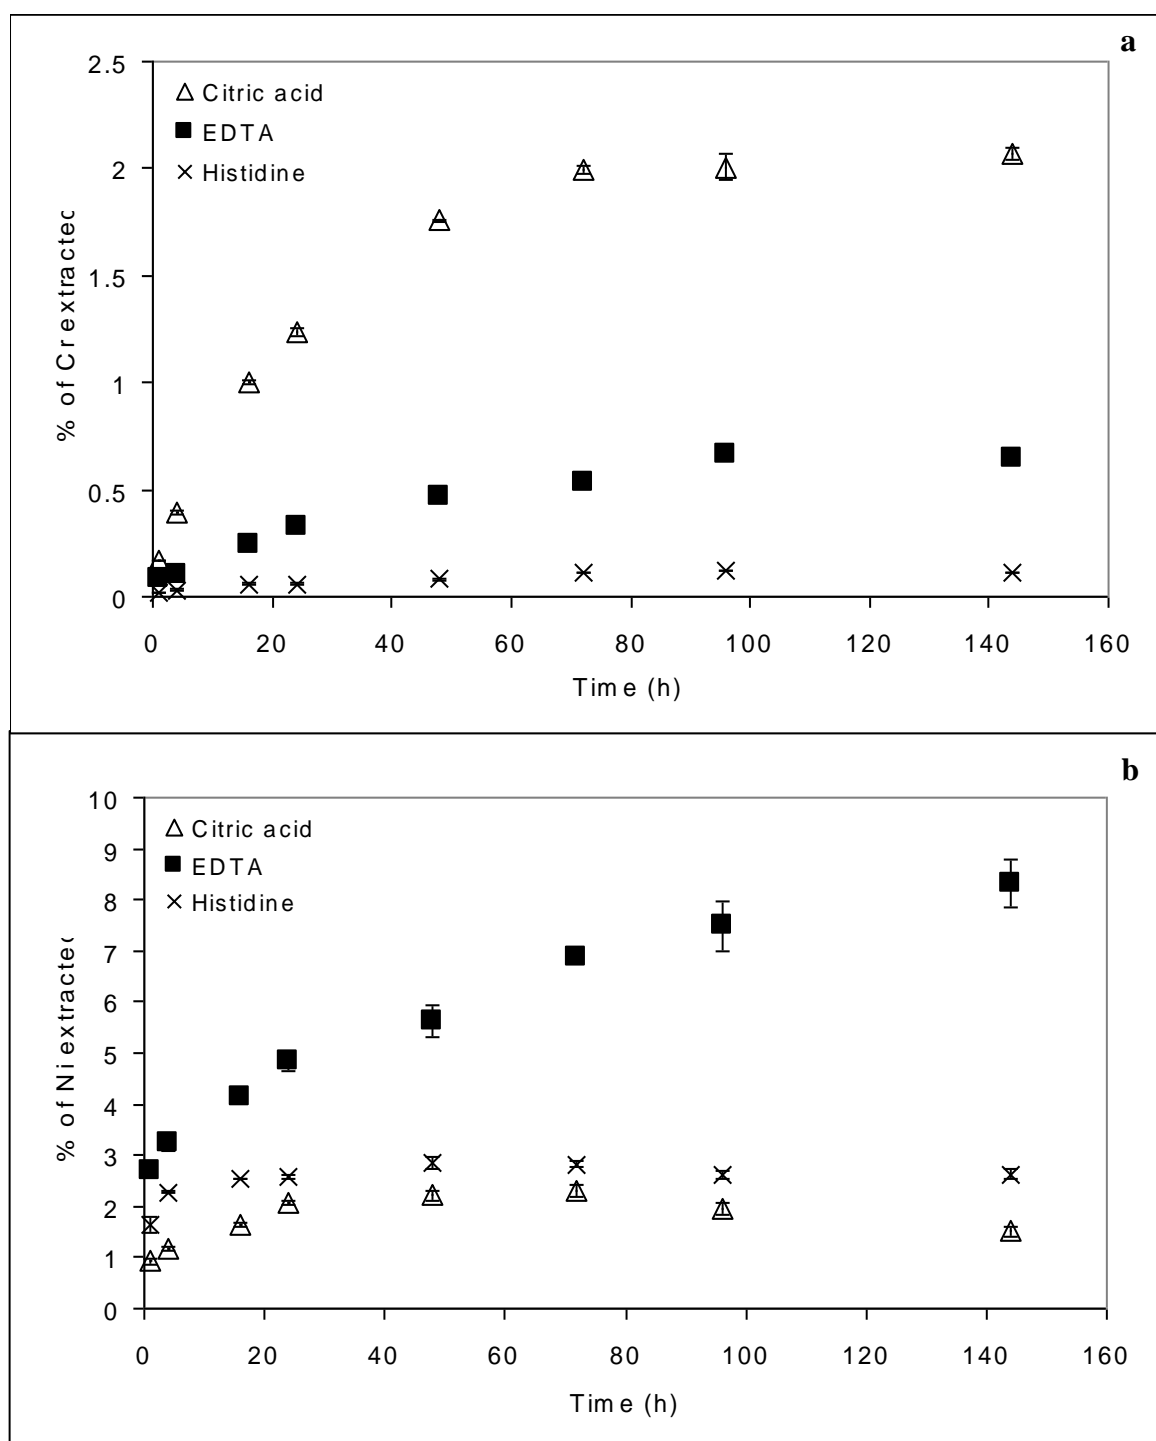 a
2.5
Citric acid
EDTA
Histidine
2
1.5
1
0.5
0
% of Cr extracted
0 20 40 60 80 100 120 140 160
Time (h)
b
10
Citric acid
EDTA
Histidine
9
8
7
6
5
4
3
2
1
0
% of Ni extracted
0 20 40 60 80 100 120 140 160
Time (h)